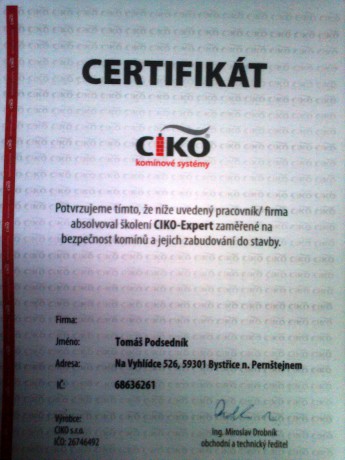 CERTIFIKÁT
CIKO
komínové systémy
Potvrzujeme tímto, že níže uvedený pracovník/ firma
absolvoval školení CIKO-Expert zaměřené na
bezpečnost komínů a jejich zabudování do stavby.
Firma:
Jméno: Tomáš Podsedník
Adresa: Na Vyhlídce 526, 59301 Bystřice n. Pernštejnem
IČ: 68636261
Výrobce:
CIKO s.r.o.
IČO: 26746492
Ing. Miroslav Drobník
obchodní a technický ředitel